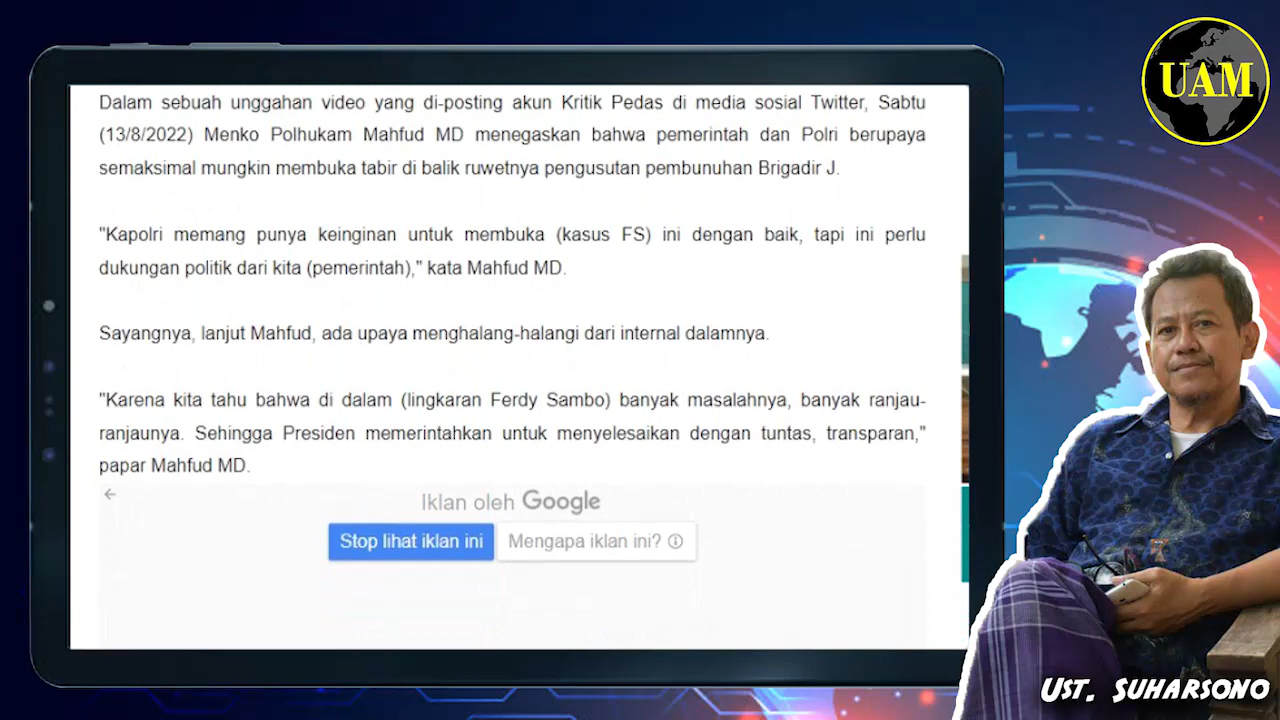 Dalam sebuah unggahan video yang di-posting akun Kritik Pedas di media sosial Twitter, Sabtu
(13/8/2022) Menko Polhukam Mahfud MD menegaskan bahwa pemerintah dan Polri berupaya
semaksimal mungkin membuka tabir di balik ruwetnya pengusutan pembunuhan Brigadir J.
"Kapolri memang punya keinginan untuk membuka (kasus FS) ini dengan baik, tapi ini perlu
dukungan politik dari kita (pemerintah)," kata Mahfud MD.
Sayangnya, lanjut Mahfud, ada upaya menghalang-halangi dari internal dalamnya.
"Karena kita tahu bahwa di dalam (lingkaran Ferdy Sambo) banyak masalahnya, banyak ranjau-
ranjaunya. Sehingga Presiden memerintahkan untuk menyelesaikan dengan tuntas, transparan,"
papar Mahfud MD.
Iklan oleh Google
Stop lihat iklan ini
Mengapa iklan ini?
UAM
UST. SUHARSONO